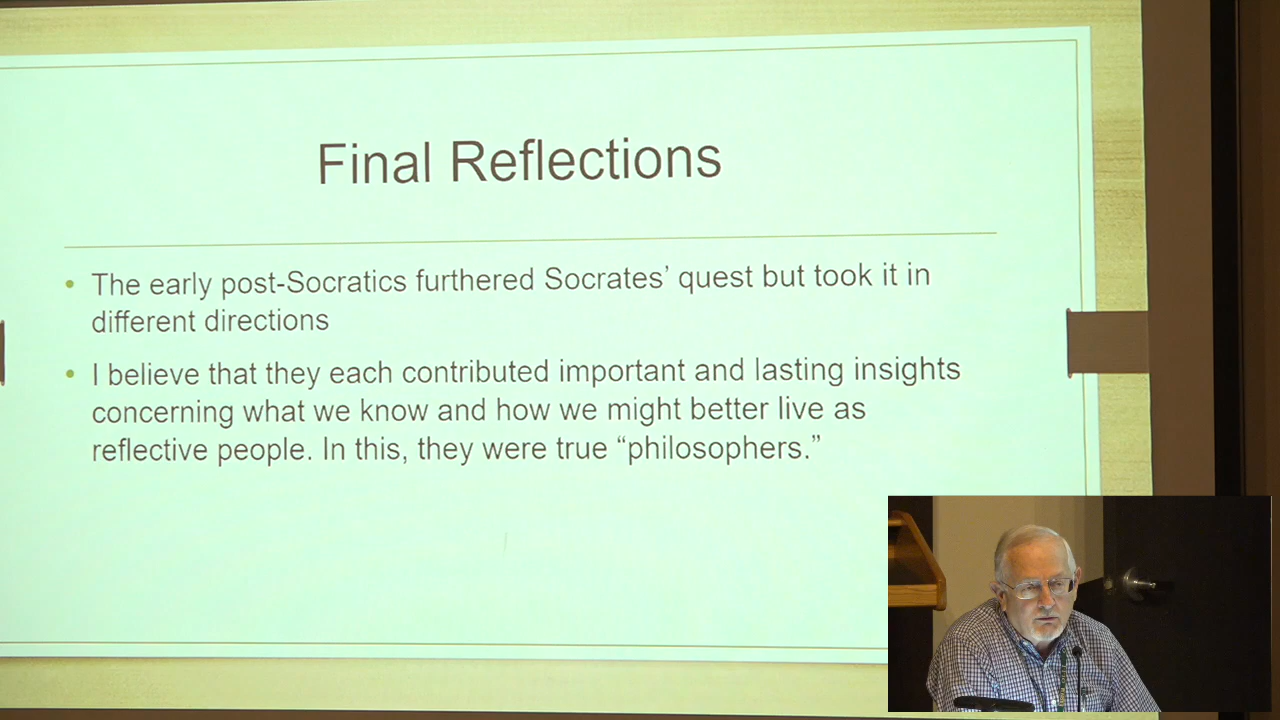 Final Reflections
• The early post-Socratics furthered Socrates’ quest but took it in
different directions
• I believe that they each contributed important and lasting insights
concerning what we know and how we might better live as
reflective people. In this, they were true “philosophers.”